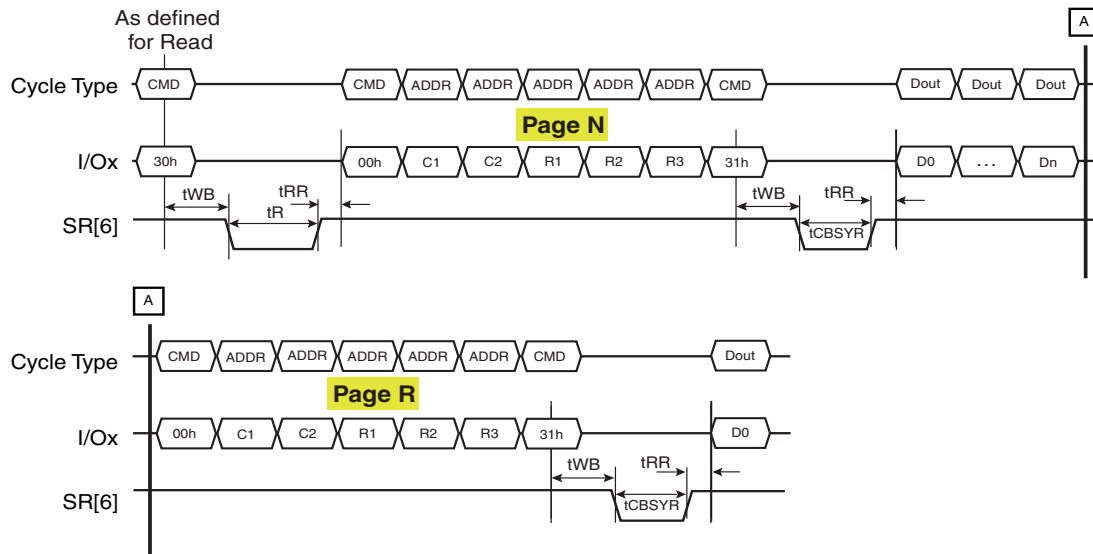 As defined
for Read
A
Cycle Type CMD CMD ADDR ADDR ADDR ADDR ADDR CMD Dout Dout Dout
Page N
I/Ox 30h 00h C1 C2 R1 R2 R3 31h D0 ... Dn
tWB tRR tWB tRR
tR tCBSYR
SR[6]
A
Cycle Type CMD ADDR ADDR ADDR ADDR ADDR CMD Dout
Page R
I/Ox 00h C1 C2 R1 R2 R3 31h D0
tWB tRR
SR[6] tCBSYR